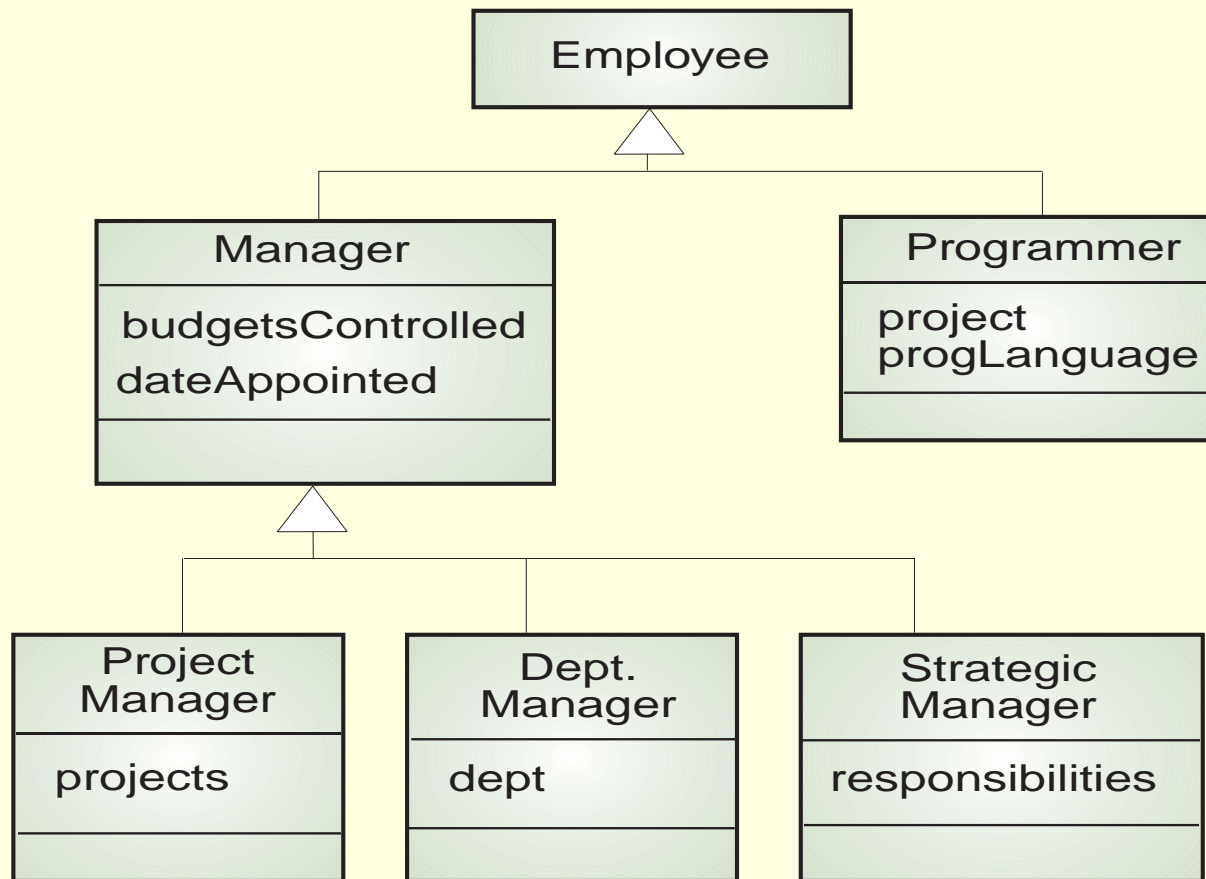 Employee
Manager
budgetsControlled
dateAppointed
Programmer
project
progLanguage
Project
Manager
projects
Dept.
Manager
dept
Strategic
Manager
responsibilities